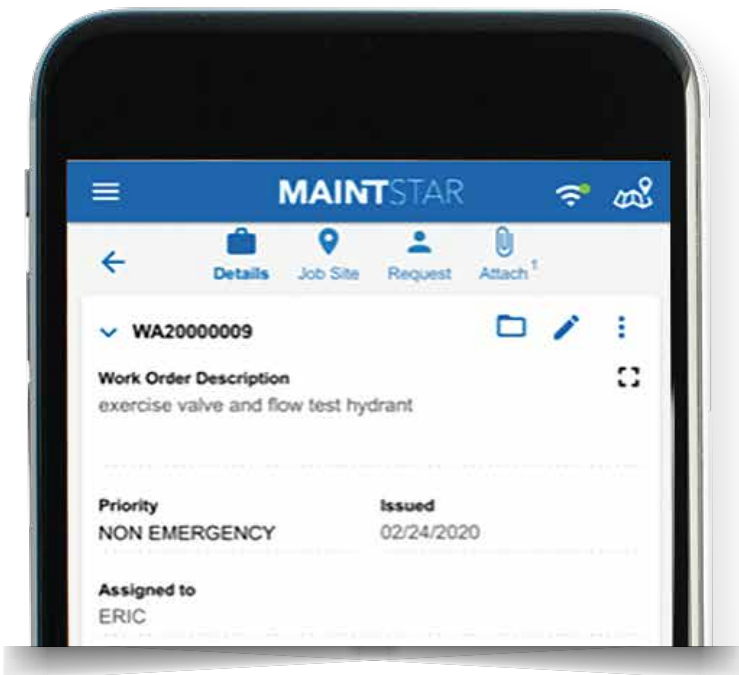 MAINTSTAR
Details Job Site Request Attach 1
WA20000009
Work Order Description
exercise valve and flow test hydrant
Priority Issued
NON EMERGENCY 02/24/2020
Assigned to
ERIC